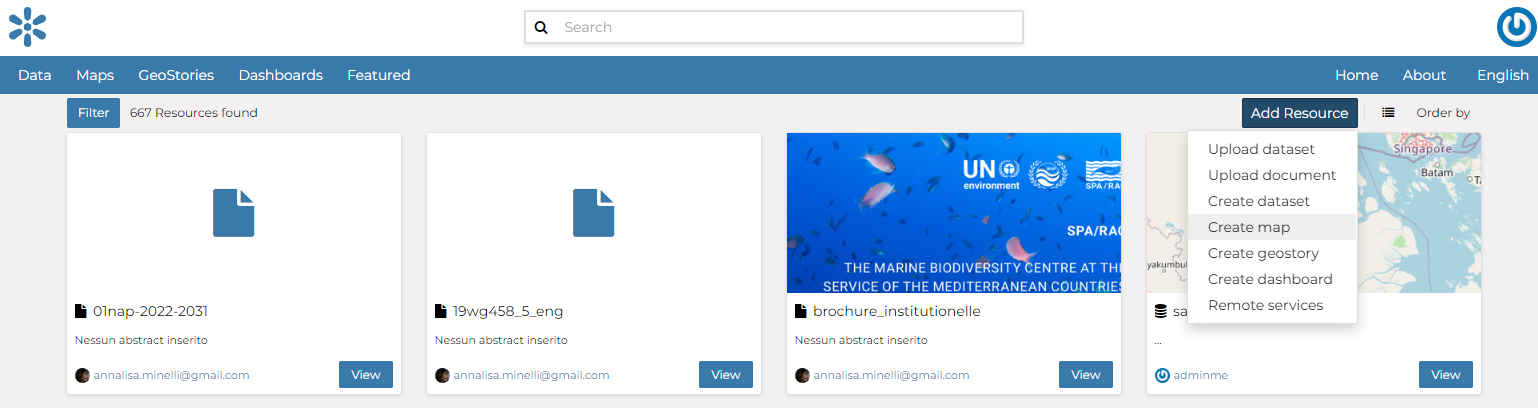 Search
Data Maps GeoStories Dashboards Featured Home About English
Filter 667 Resources found Add Resource Order by
Upload dataset
Upload document
Create dataset
Create map
Create geostory
Create dashboard
Remote services
UN
environment
SPA/RAC
THE MARINE BIODIVERSITY CENTRE AT TH
SERVICE OF THE MEDITERRANEAN COUNTRIES
Singapore
Batam
yakumbu
01nap-2022-2031
Nessun abstract inserito
annalisa.minelli@gmail.com View
19wg458_5_eng
Nessun abstract inserito
annalisa.minelli@gmail.com View
brochure_institutionelle
Nessun abstract inserito
annalisa.minelli@gmail.com View
sa
...
adminme View